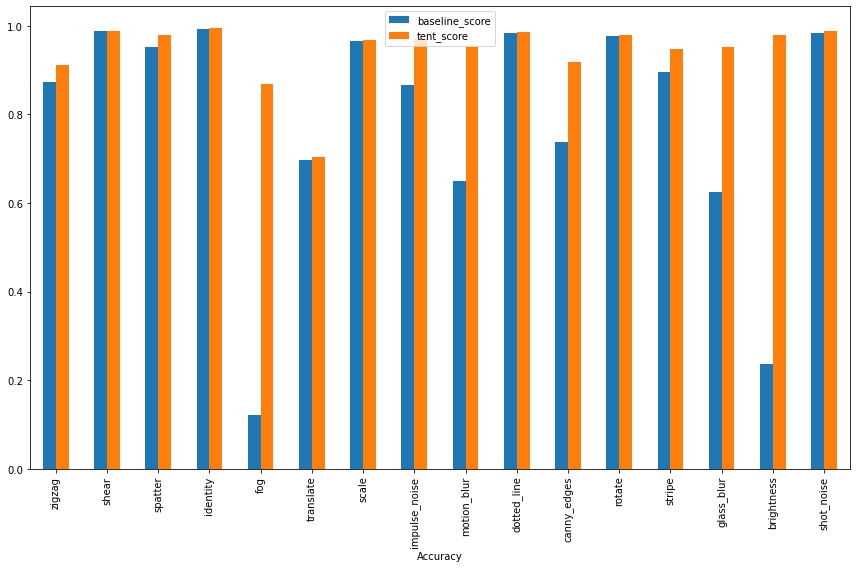 baseline_score
tent_score
1.0
0.8
0.6
0.4
0.2
0.0
zigzag
shear
spatter
identity
fog
translate
scale
impulse_noise
motion_blur
dotted_line
canny_edges
rotate
stripe
glass_blur
brightness
shot_noise
Accuracy